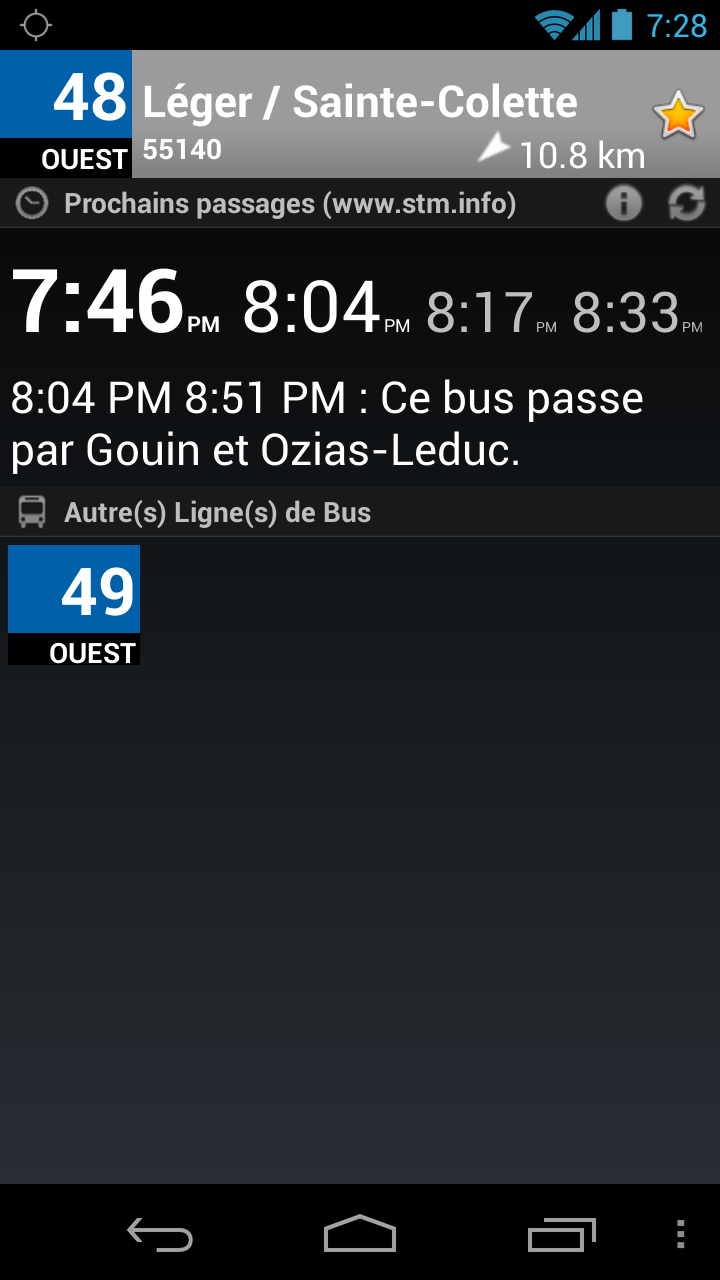 7:28
48 Léger / Sainte-Colette
OUEST 55140 10.8 km
Prochains passages (www.stm.info)
7:46 PM 8:04 PM 8:17 PM 8:33 PM
8:04 PM 8:51 PM : Ce bus passe
par Gouin et Ozias-Leduc.
Autre(s) Ligne(s) de Bus
49
OUEST